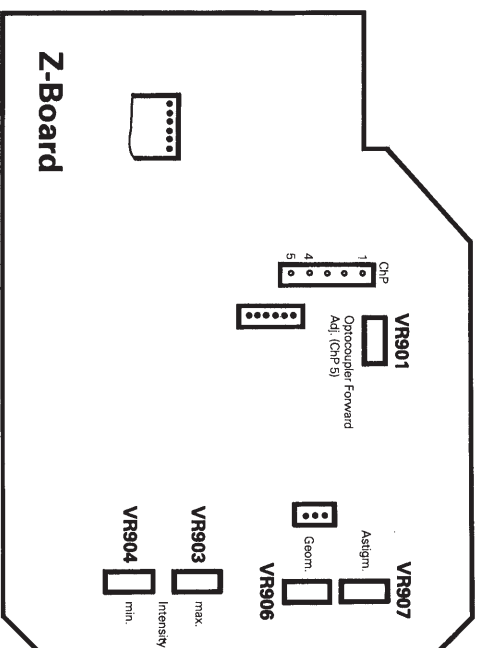 Z-Board
ChP
1
4
5
VR901
Optocoupler Forward
Adj. (ChP 5)
VR907
Astigm.
Geom.
VR906
VR903
max.
Intensity
VR904
min.